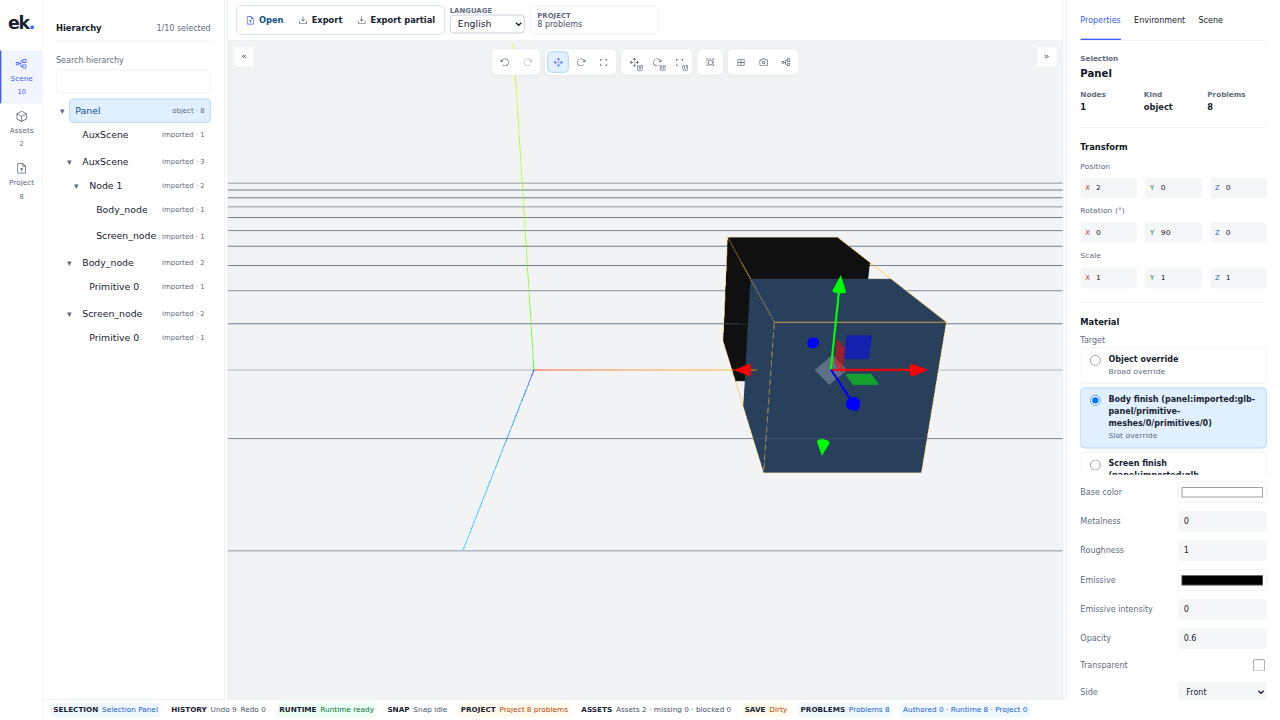 ek.
Scene
10
Assets
2
Project
8
Hierarchy 1/10 selected
Search hierarchy
Panel object · 8
AuxScene imported · 1
AuxScene imported · 3
Node 1 imported · 2
Body_node imported · 1
Screen_node imported · 1
Body_node imported · 2
Primitive 0 imported · 1
Screen_node imported · 2
Primitive 0 imported · 1
Open Export Export partial
LANGUAGE
English
PROJECT
8 problems
« »
Properties Environment Scene
Selection
Panel
Nodes Kind Problems
1 object 8
Transform
Position
X 2 Y 0 Z 0
Rotation (°)
X 0 Y 90 Z 0
Scale
X 1 Y 1 Z 1
Material
Target
Object override
Broad override
Body finish (panel:imported:glb-
panel/primitive-
meshes/0/primitives/0)
Slot override
Screen finish
(panel:imported:glb-
Base color
Metalness 0
Roughness 1
Emissive
Emissive intensity 0
Opacity 0.6
Transparent
Side Front
SELECTION Selection Panel HISTORY Undo 9 Redo 0 RUNTIME Runtime ready SNAP Snap idle PROJECT Project 8 problems ASSETS Assets 2 · missing 0 · blocked 0 SAVE Dirty PROBLEMS Problems 8 Authored 0 · Runtime 8 · Project 0